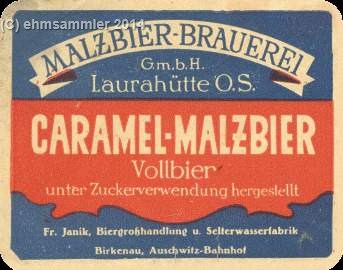 (c) ehmsammler 2014
MALZBIER-BRAUEREI
G.m.b.H.
Laurahütte O.S.
CARAMEL-MALZBIER
Vollbier
unter Zuckerverwendung hergestellt
Fr. Janik, Biergroßhandlung u. Selterwasserfabrik
Birkenau, Auschwitz-Bahnhof